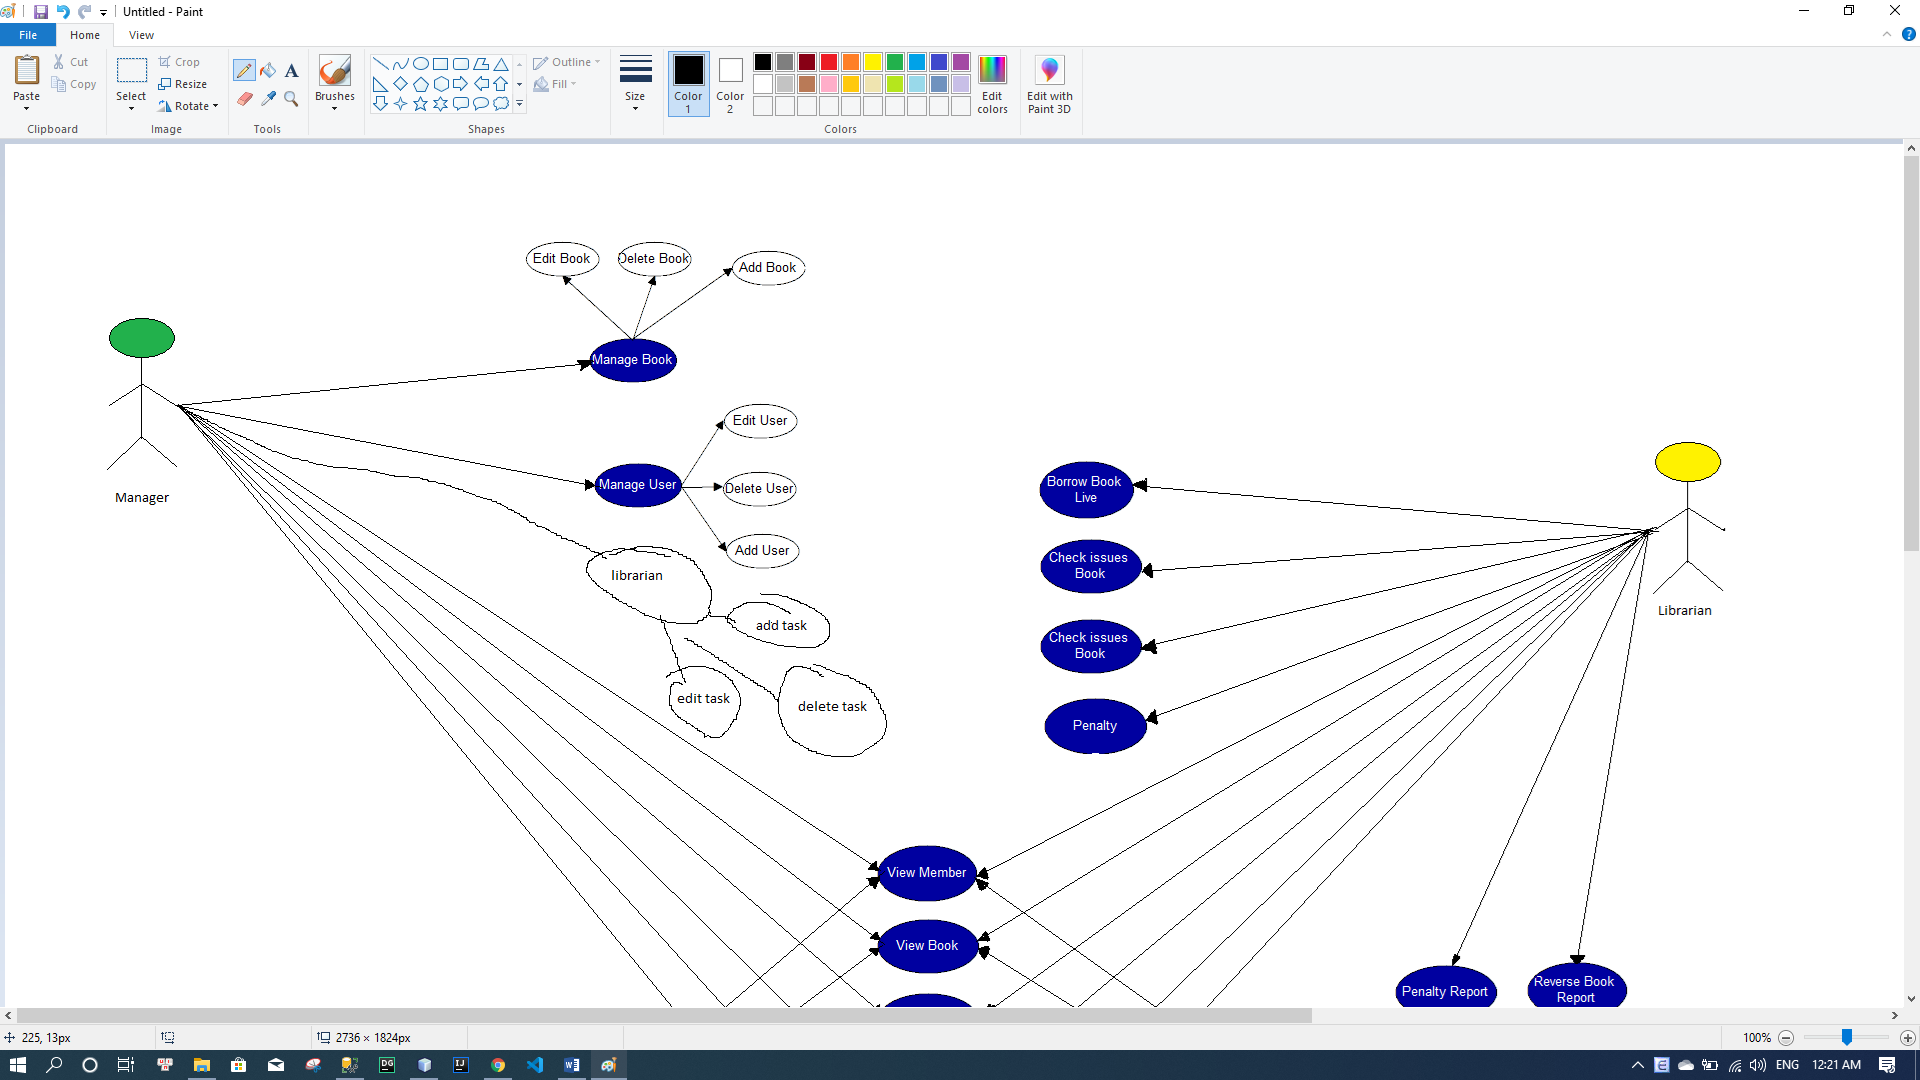 Untitled - Paint
File
Home
View
Paste
Cut
Copy
Clipboard
Select
Crop
Resize
Rotate
Image
A
Tools
Brushes
Shapes
Outline
Fill
Size
Color 1
Color 2
Colors
Edit colors
Edit with Paint 3D
Edit Book
Delete Book
Add Book
Manage Book
Manager
Manage User
Edit User
Delete User
Add User
librarian
add task
edit task
delete task
Borrow Book
Live
Check issues
Book
Check issues
Book
Penalty
Librarian
View Member
View Book
Penalty Report
Reverse Book
Report
225, 13px
2736 × 1824px
100%
DG
IJ
ENG
12:21 AM